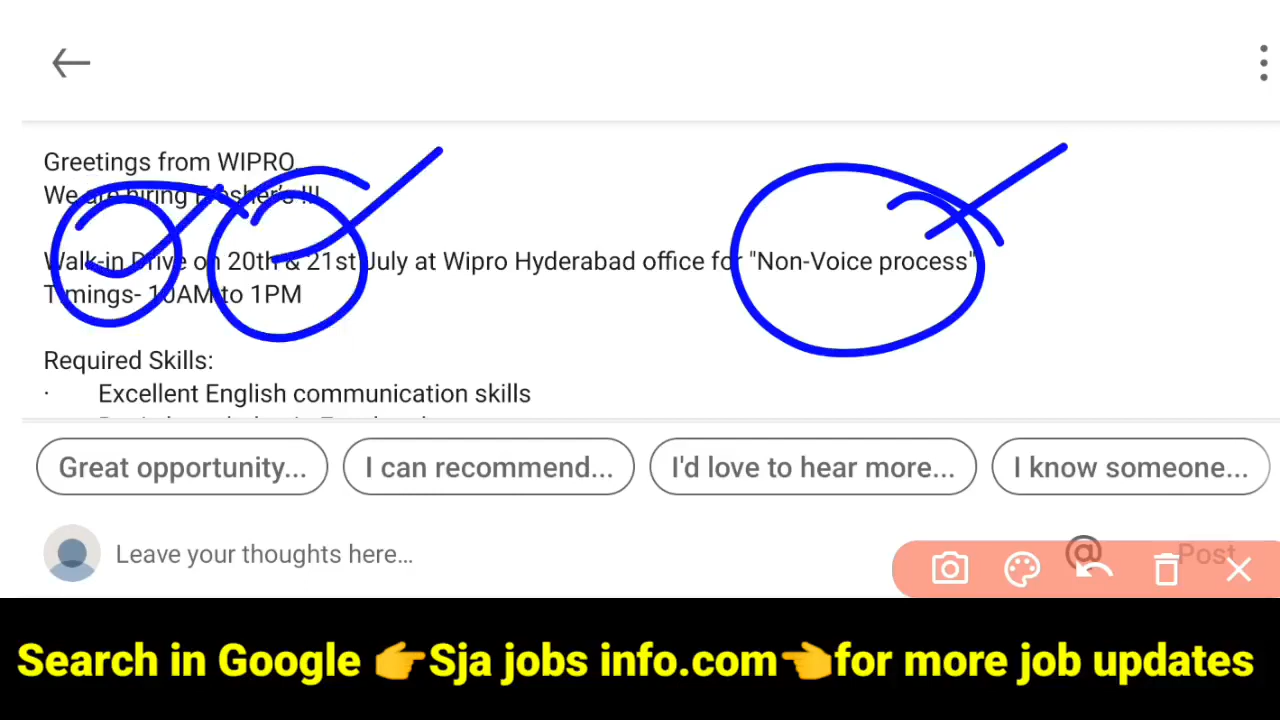 Greetings from WIPRO,
We are hiring Fresher's !!!
Walk-in Drive on 20th & 21st July at Wipro Hyderabad office for "Non-Voice process"
Timings- 10AM to 1PM
Required Skills:
· Excellent English communication skills
Great opportunity... I can recommend... I'd love to hear more... I know someone...
Leave your thoughts here... @ Post
Search in Google 👉Sja jobs info.com👈for more job updates